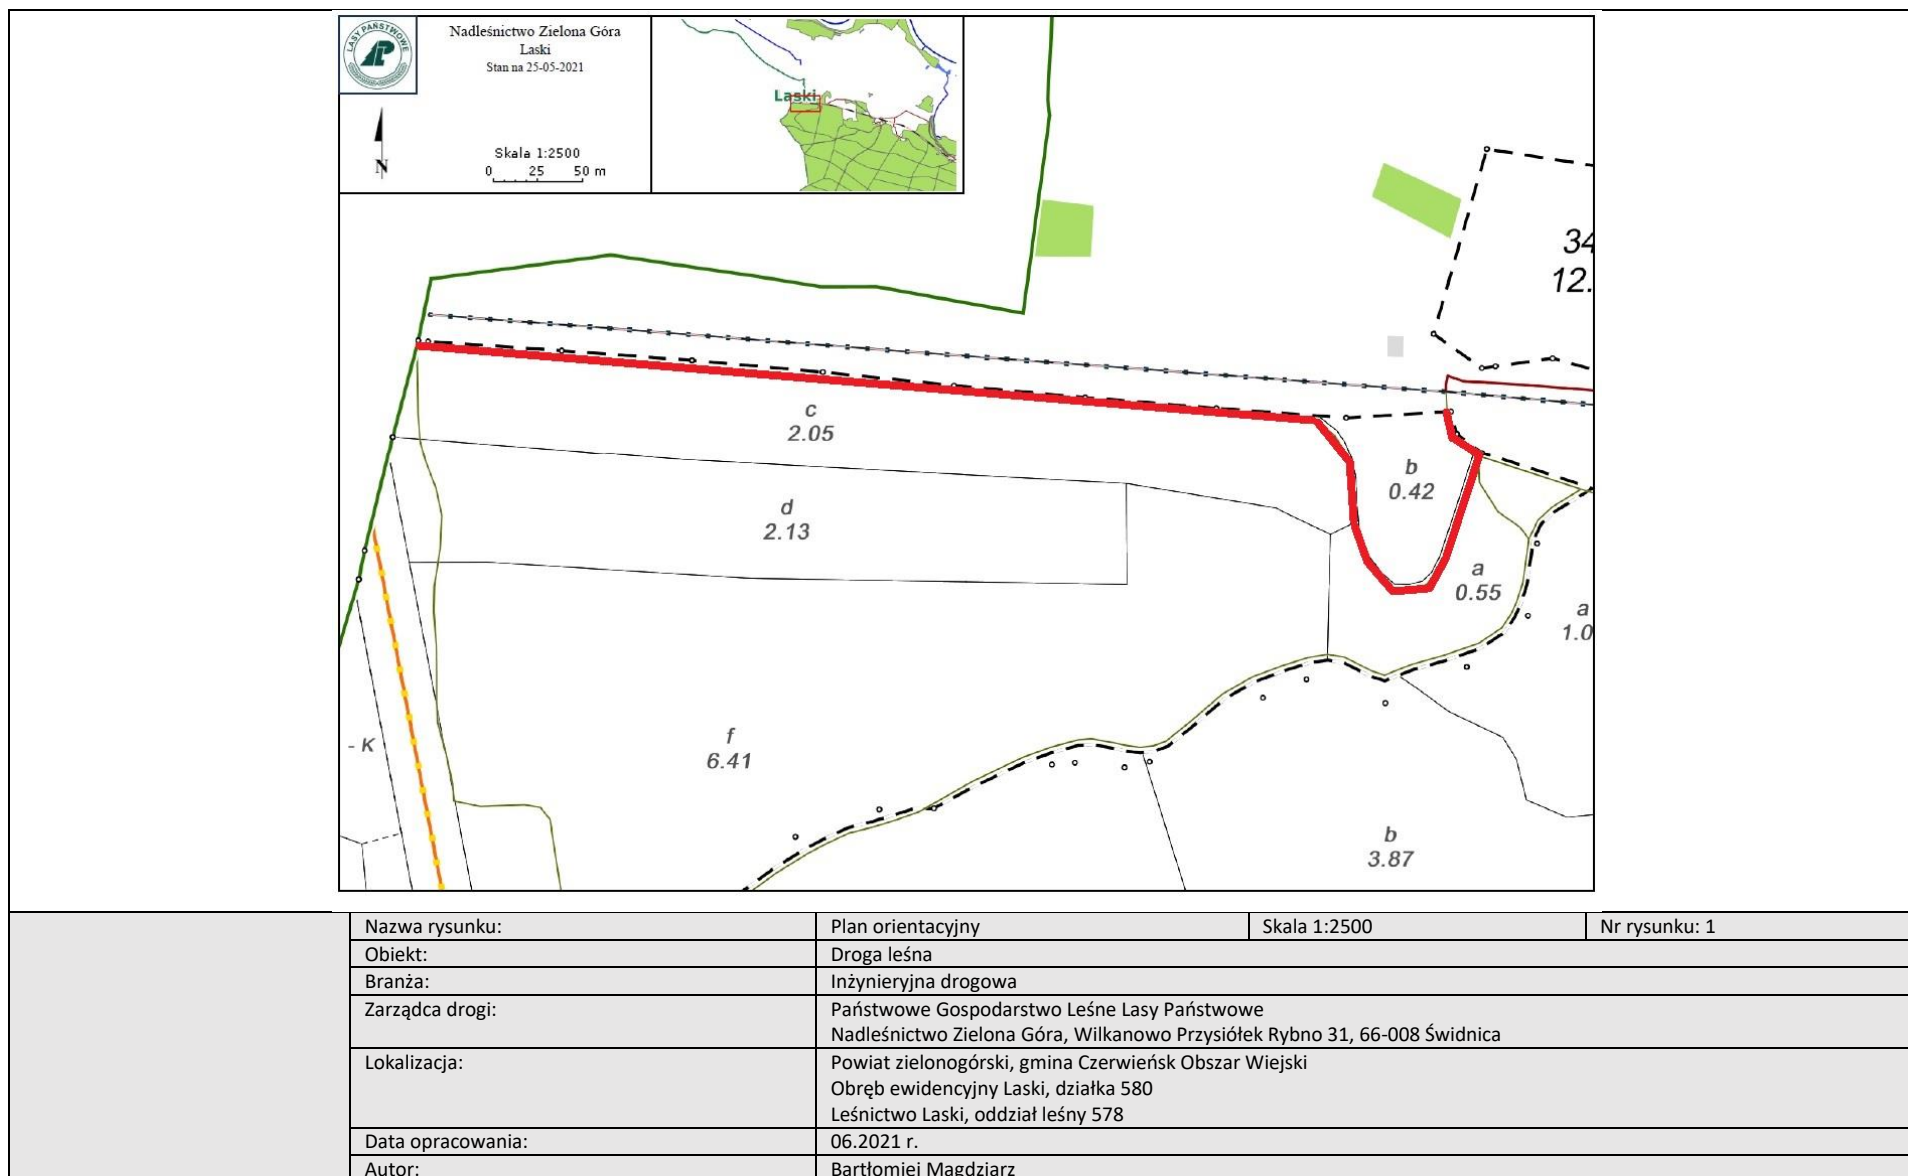 LASY PAŃSTWOWE
Nadleśnictwo Zielona Góra
Laski
Stan na 25-05-2021
N
Skala 1:2500
0 25 50 m
Laski
34
12.
c
2.05
b
0.42
d
2.13
a
0.55
a
1.0
- K
f
6.41
b
3.87
Nazwa rysunku: Plan orientacyjny Skala 1:2500 Nr rysunku: 1
Obiekt: Droga leśna
Branża: Inżynieryjna drogowa
Zarządca drogi: Państwowe Gospodarstwo Leśne Lasy Państwowe
Nadleśnictwo Zielona Góra, Wilkanowo Przysiółek Rybno 31, 66-008 Świdnica
Lokalizacja: Powiat zielonogórski, gmina Czerwieńsk Obszar Wiejski
Obręb ewidencyjny Laski, działka 580
Leśnictwo Laski, oddział leśny 578
Data opracowania: 06.2021 r.
Autor: Bartłomiej Magdziarz